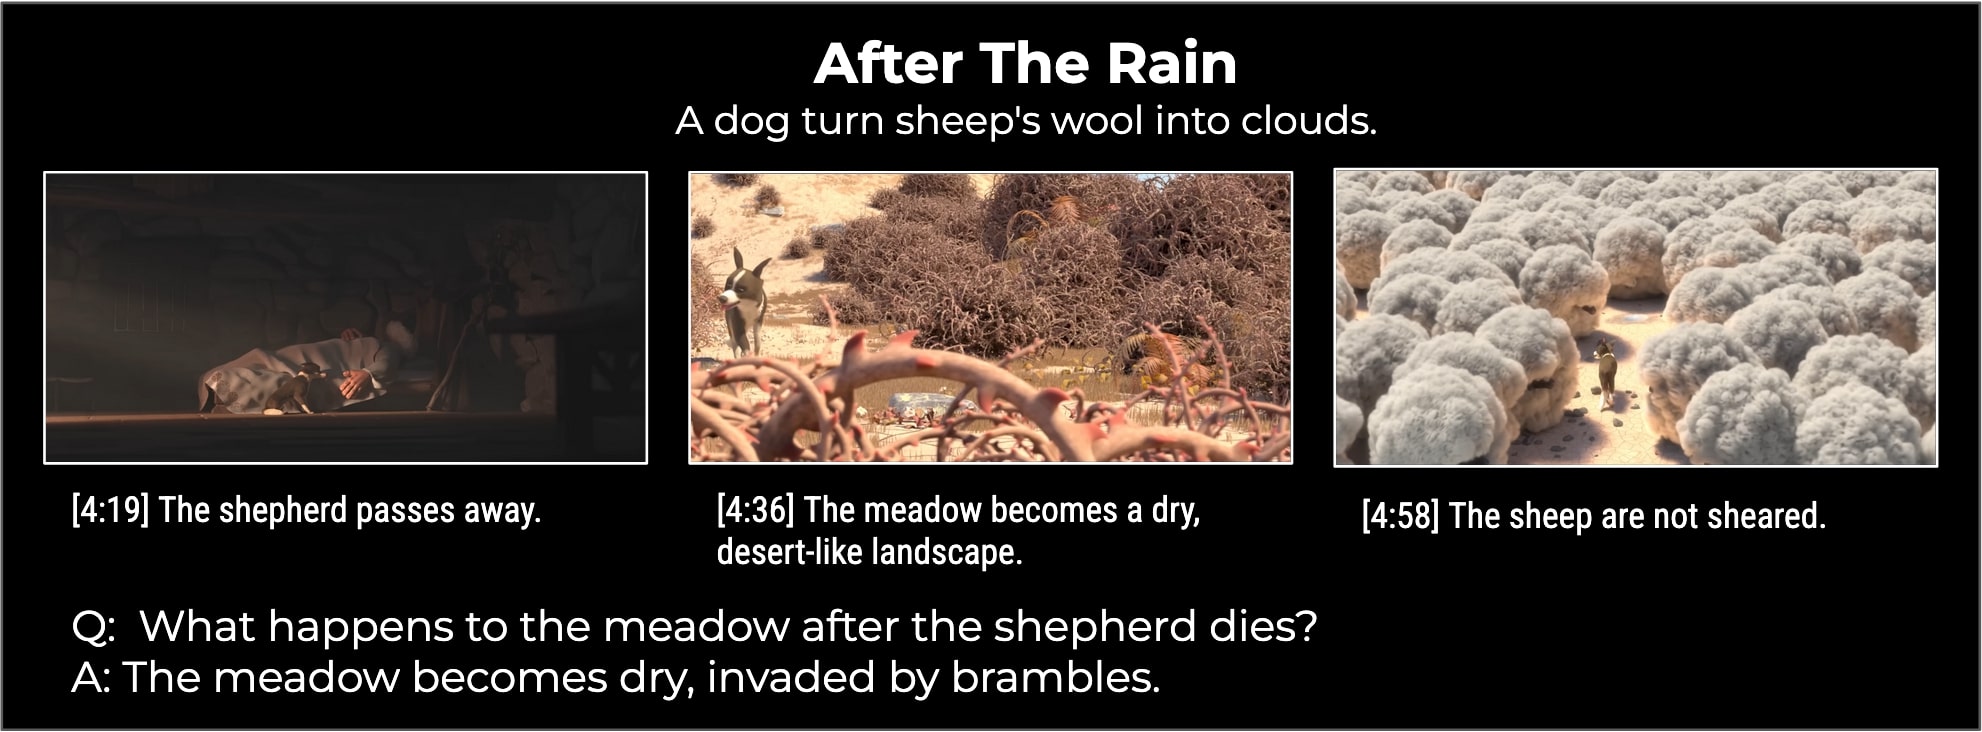 After The Rain
A dog turn sheep's wool into clouds.
[4:19] The shepherd passes away.
[4:36] The meadow becomes a dry,
desert-like landscape.
[4:58] The sheep are not sheared.
Q: What happens to the meadow after the shepherd dies?
A: The meadow becomes dry, invaded by brambles.